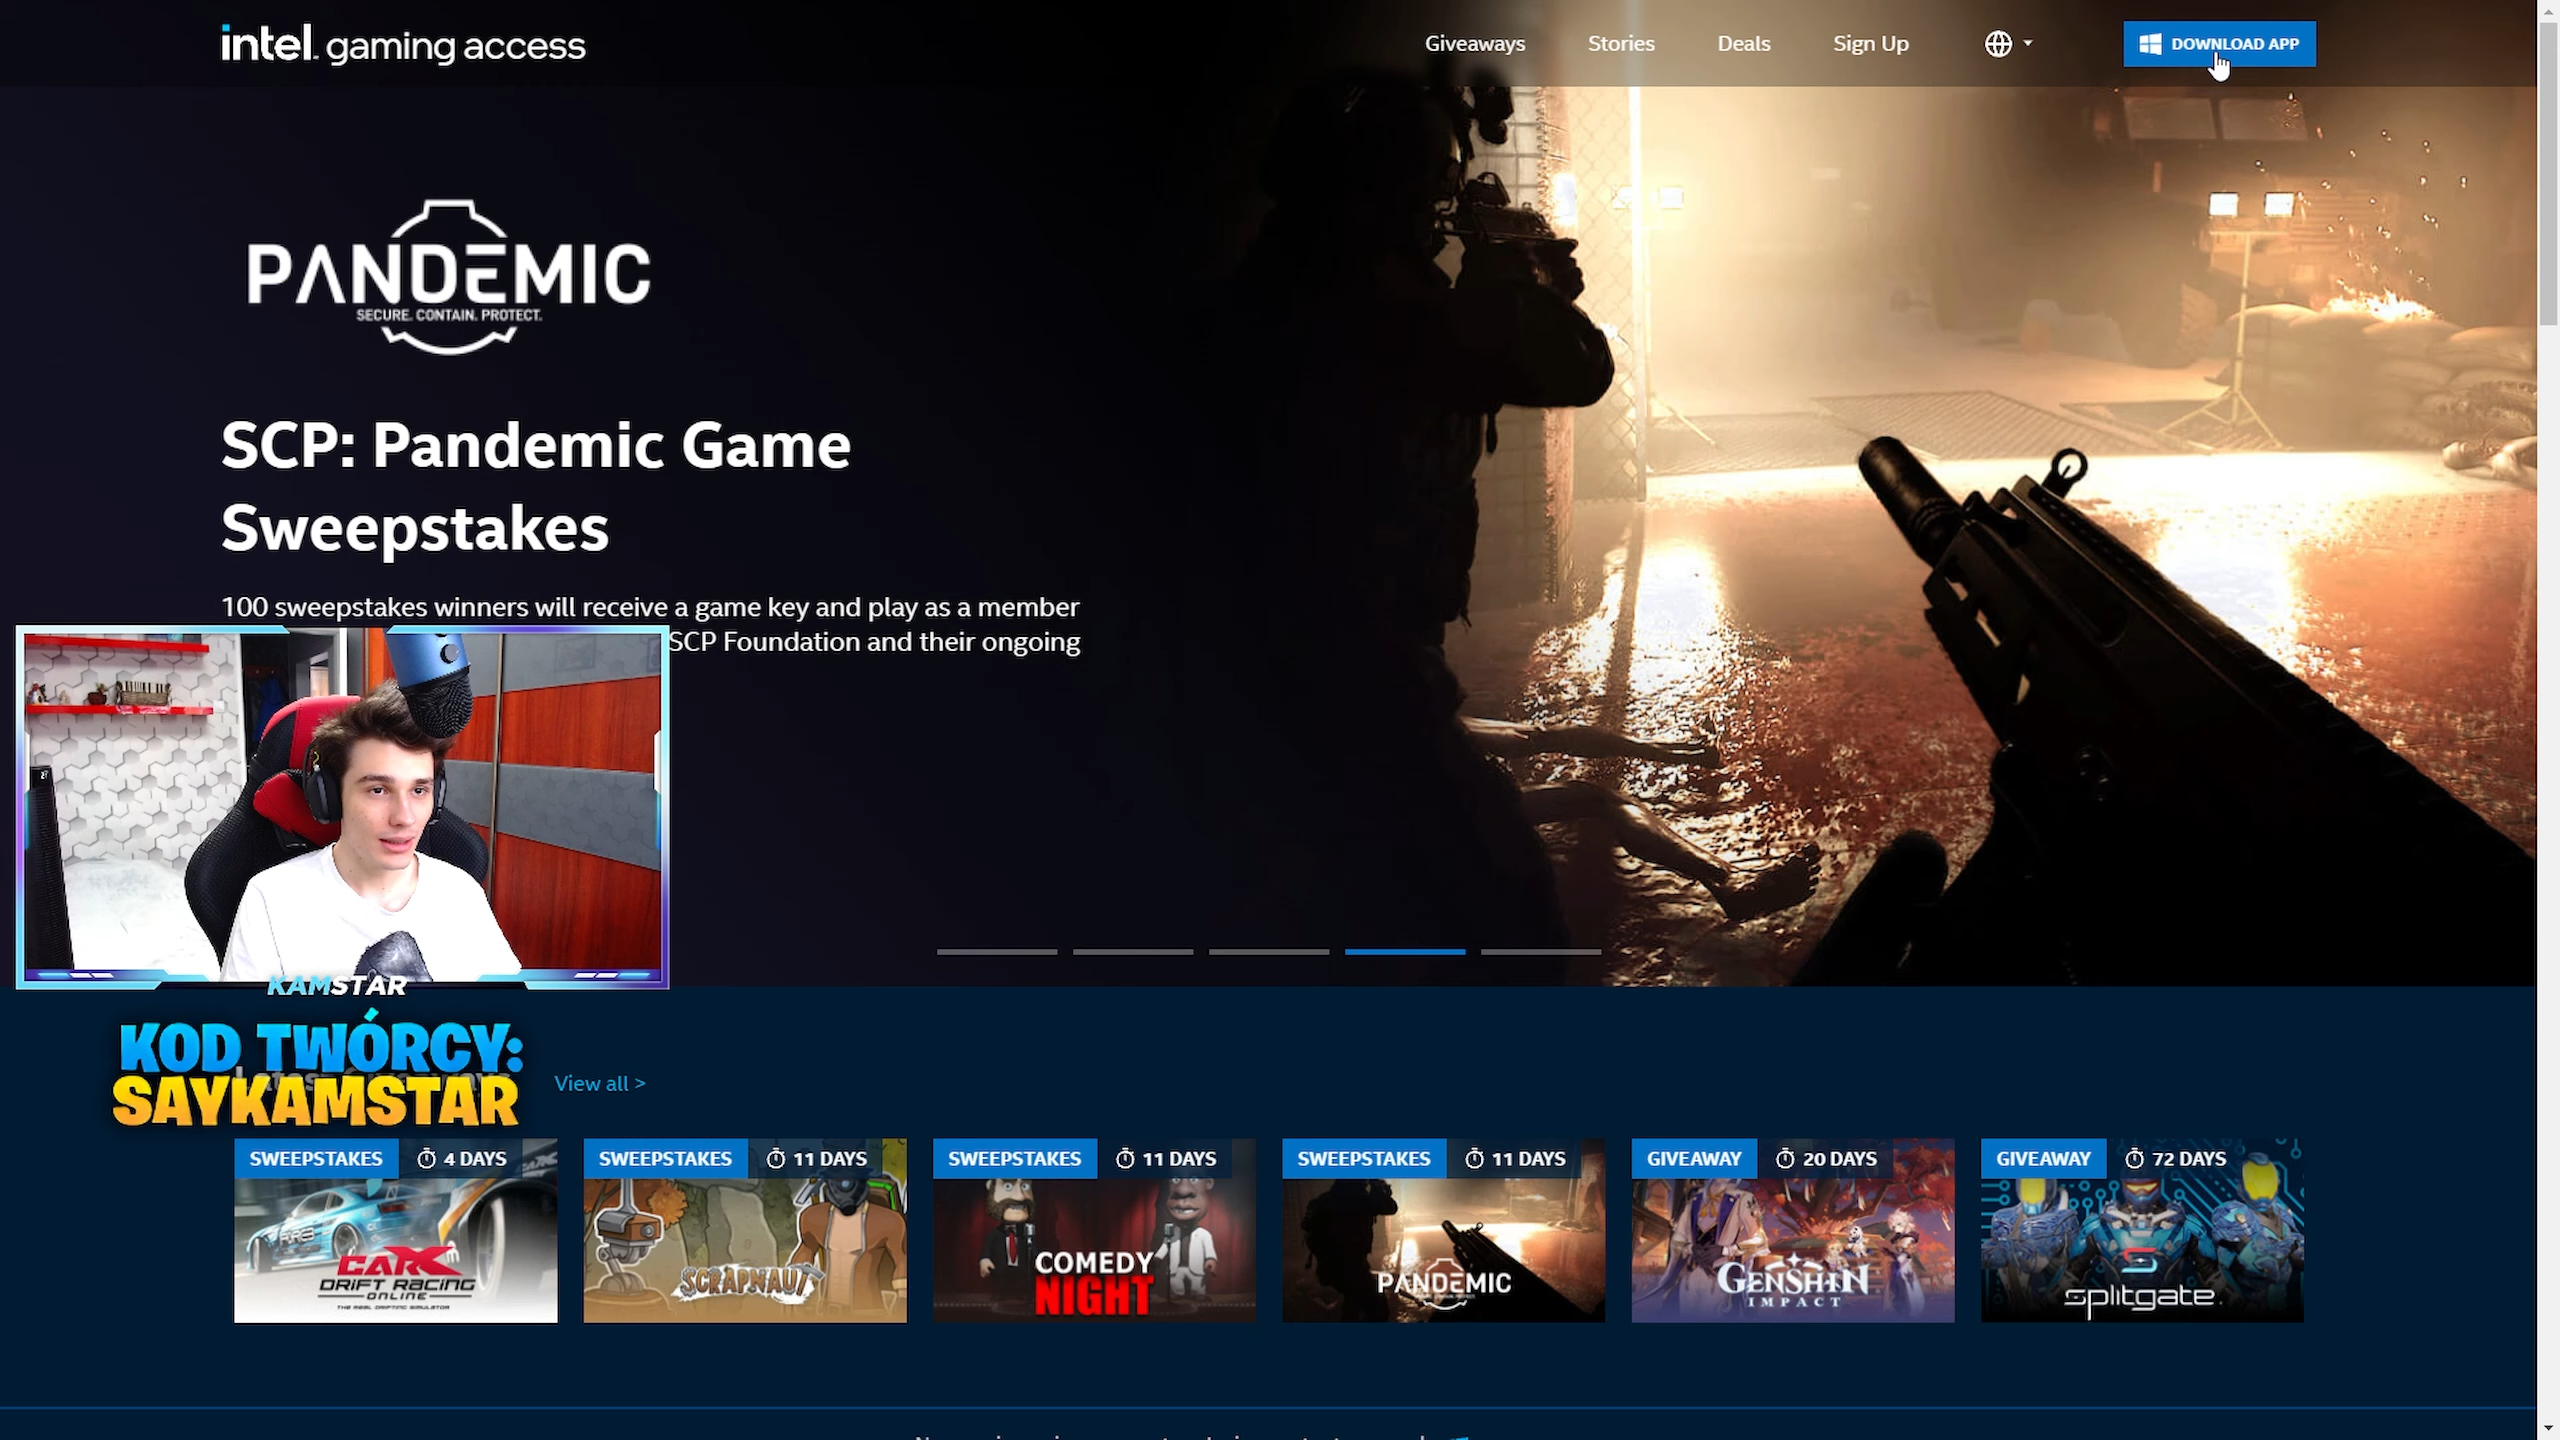 intel. gaming access
Giveaways
Stories
Deals
Sign Up
DOWNLOAD APP
PANDEMIC
SECURE. CONTAIN. PROTECT.
SCP: Pandemic Game
Sweepstakes
100 sweepstakes winners will receive a game key and play as a member
SCP Foundation and their ongoing
KAMSTAR
KOD TWÓRCY:
SAYKAMSTAR
View all >
SWEEPSTAKES 4 DAYS
CARX
DRIFT RACING
ONLINE
THE REAL DRIFTING SIMULATOR
SWEEPSTAKES 11 DAYS
SCRAPNAUT
SWEEPSTAKES 11 DAYS
COMEDY
NIGHT
SWEEPSTAKES 11 DAYS
PANDEMIC
GIVEAWAY 20 DAYS
GENSHIN
IMPACT
GIVEAWAY 72 DAYS
splitgate